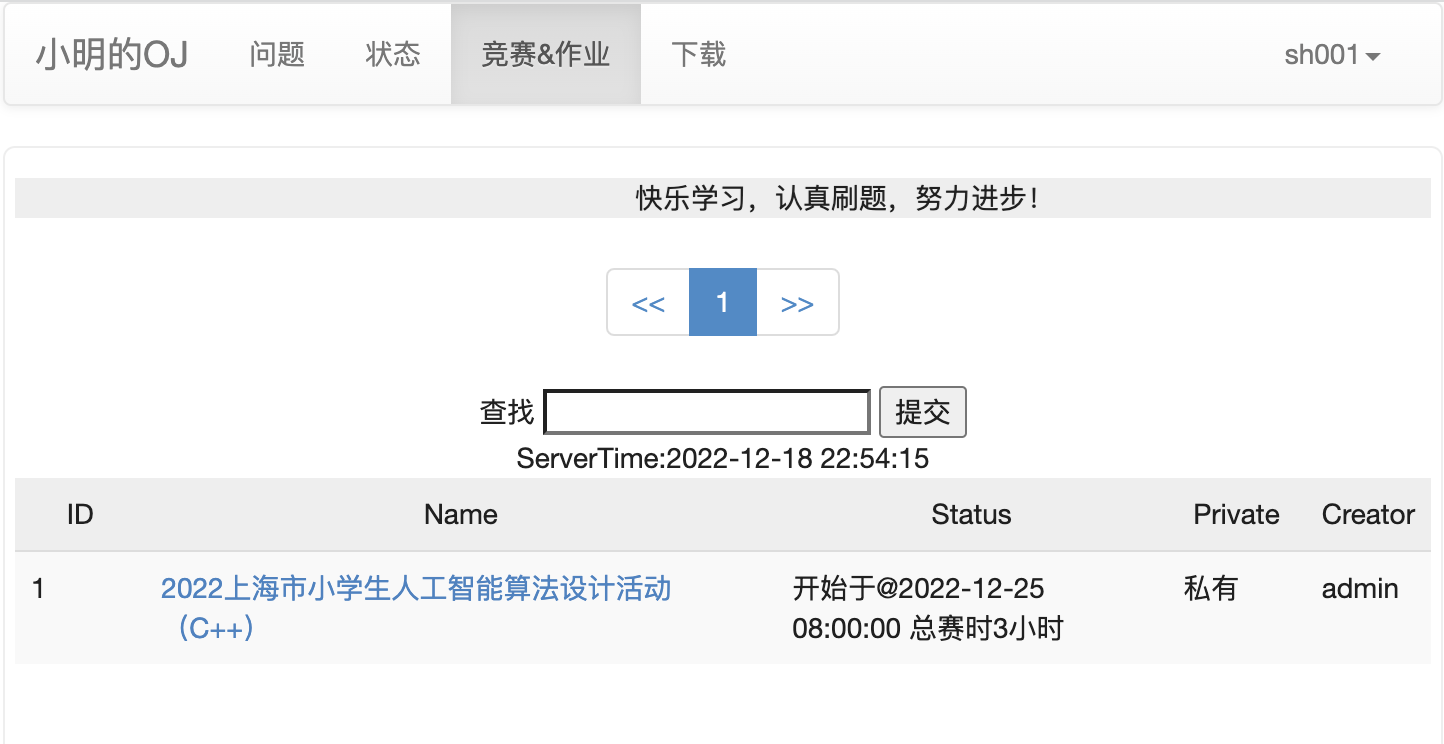 小明的OJ 问题 状态 竞赛&作业 下载 sh001
快乐学习，认真刷题，努力进步！
<< 1 >>
查找 提交
ServerTime:2022-12-18 22:54:15
ID Name Status Private Creator
1 2022上海市小学生人工智能算法设计活动 开始于@2022-12-25 私有 admin
（C++） 08:00:00 总赛时3小时